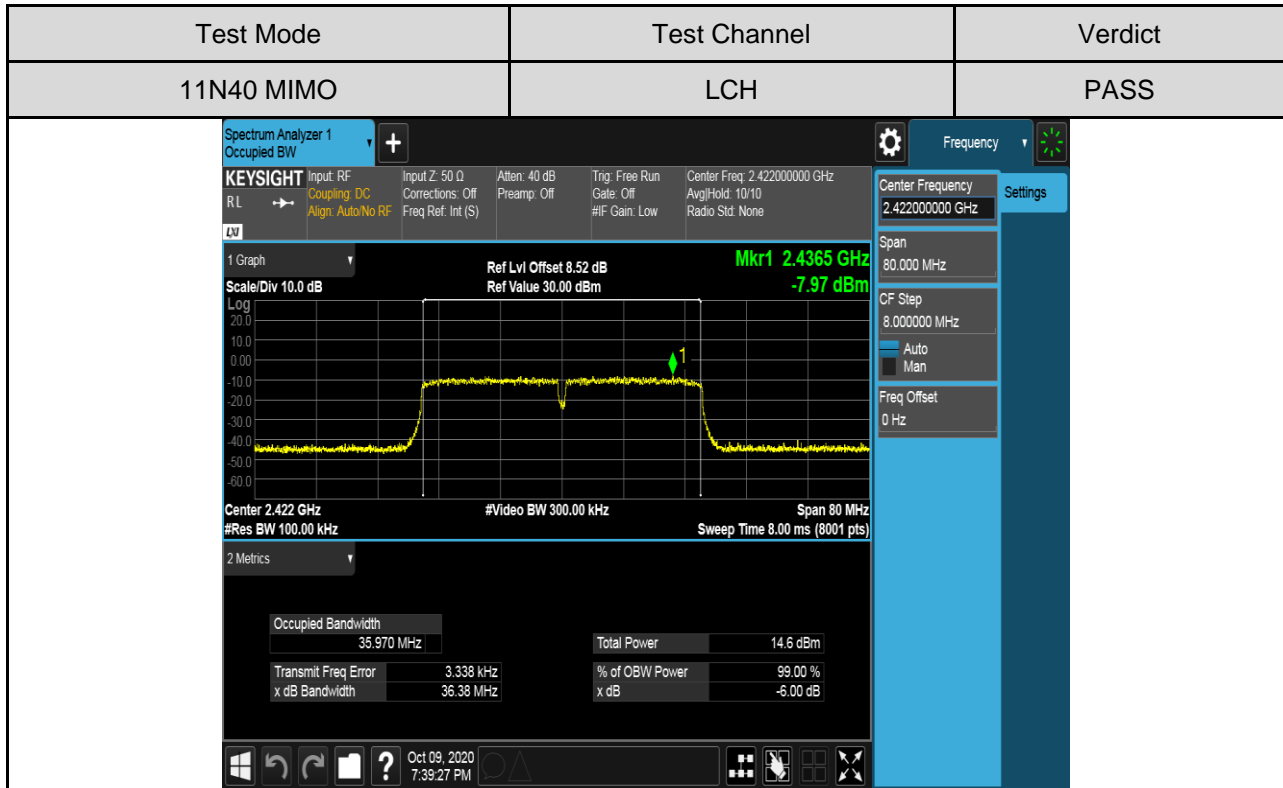 Test Mode Test Channel Verdict
11N40 MIMO LCH PASS
Spectrum Analyzer 1
Occupied BW
+
Frequency
KEYSIGHT Input: RF Input Z: 50 Ω Atten: 40 dB Trig: Free Run Center Freq: 2.422000000 GHz
RL Coupling: DC Corrections: Off Preamp: Off Gate: Off Avg|Hold: 10/10
Align: Auto/No RF Freq Ref: Int (S) #IF Gain: Low Radio Std: None
LXI
1 Graph
Ref Lvl Offset 8.52 dB Mkr1 2.4365 GHz
Scale/Div 10.0 dB Ref Value 30.00 dBm -7.97 dBm
Log
20.0
10.0
0.00
1
-10.0
-20.0
-30.0
-40.0
-50.0
-60.0
Center 2.422 GHz #Video BW 300.00 kHz Span 80 MHz
#Res BW 100.00 kHz Sweep Time 8.00 ms (8001 pts)
2 Metrics
Occupied Bandwidth
35.970 MHz Total Power 14.6 dBm
Transmit Freq Error 3.338 kHz % of OBW Power 99.00 %
x dB Bandwidth 36.38 MHz x dB -6.00 dB
Center Frequency
2.422000000 GHz
Settings
Span
80.000 MHz
CF Step
8.000000 MHz
Auto
Man
Freq Offset
0 Hz
? Oct 09, 2020
7:39:27 PM